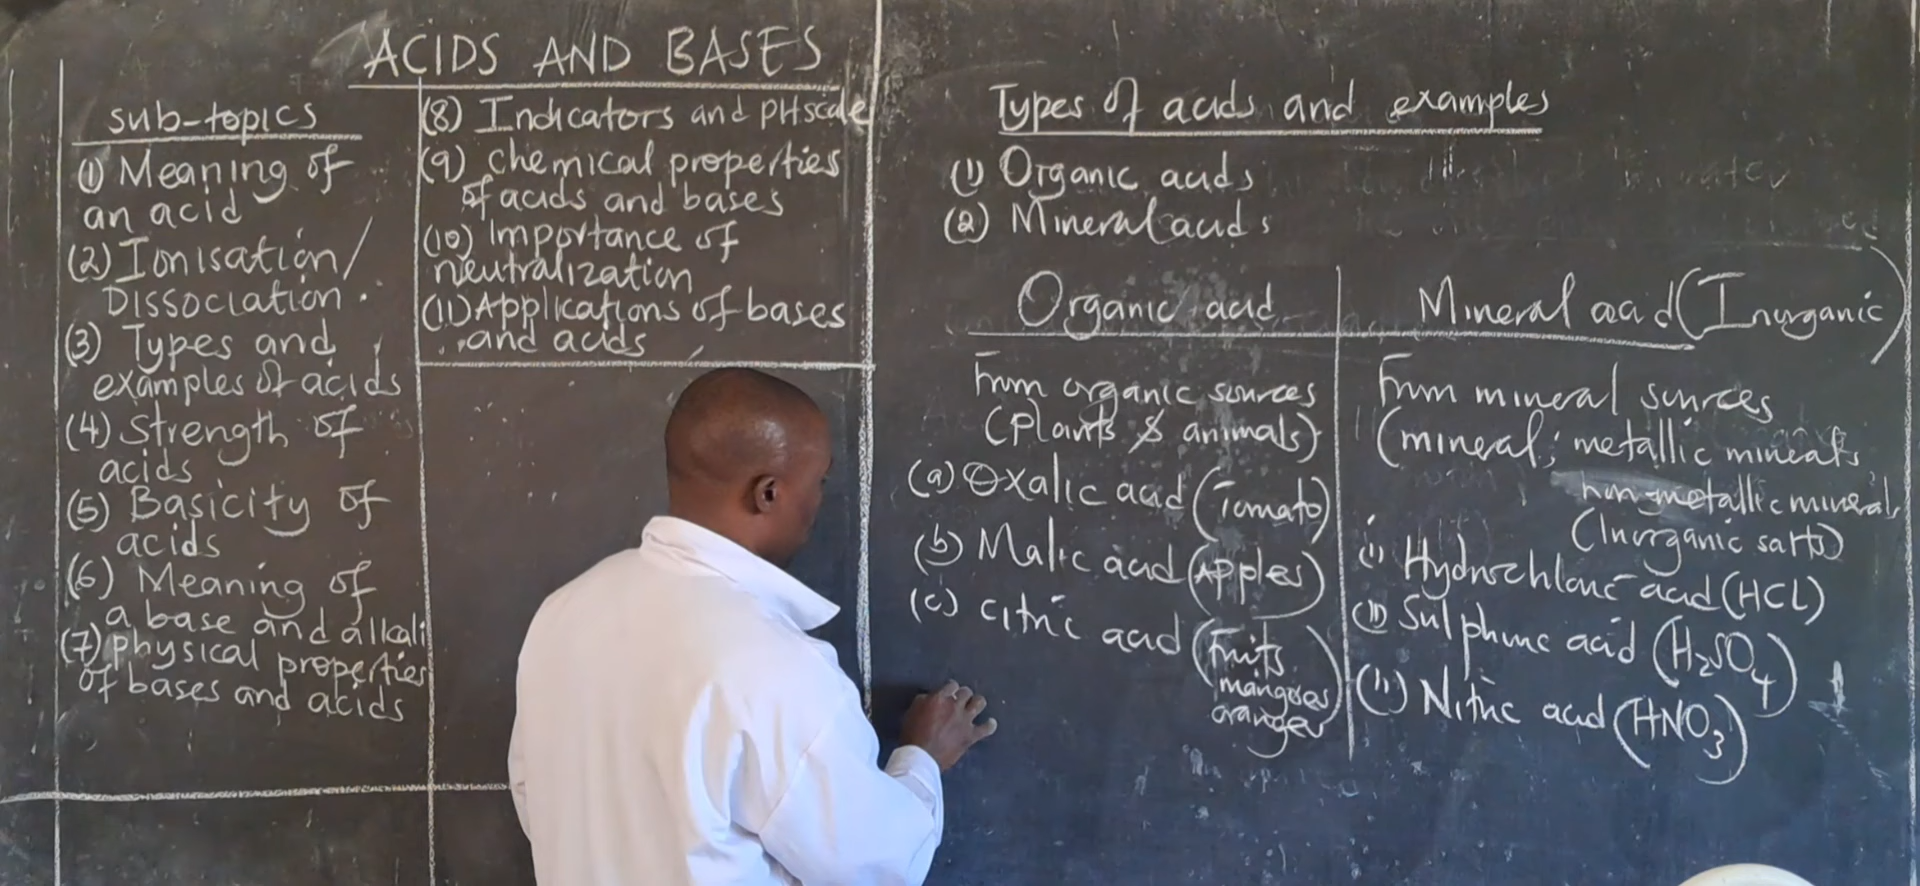 ACIDS AND BASES
sub-topics
(1) Meaning of
an acid
(2) Ionisation/
Dissociation.
(3) Types and
examples of acids
(4) Strength of
acids
(5) Basicity of
acids
(6) Meaning of
a base and alkali
(7) physical properties
of bases and acids
(8) Indicators and PH scale
(9) chemical properties
of acids and bases
(10) Importance of
neutralization
(11) Applications of bases
and acids
Types of acids and examples
(1) Organic acids
(2) Mineral acids
Organic acid
From organic sources
(Plants & animals)
(a) Oxalic acid (Tomato)
(b) Malic acid (Apples)
(c) citric acid (Fruits
mangoes
oranges
Mineral acid (Inorganic)
From mineral sources
(mineral; metallic minerals,
non-metallic minerals
(Inorganic salts)
(i) Hydrochloric acid (HCL)
(ii) Sulphuric acid (H₂SO₄)
Nitric acid (HNO₃)